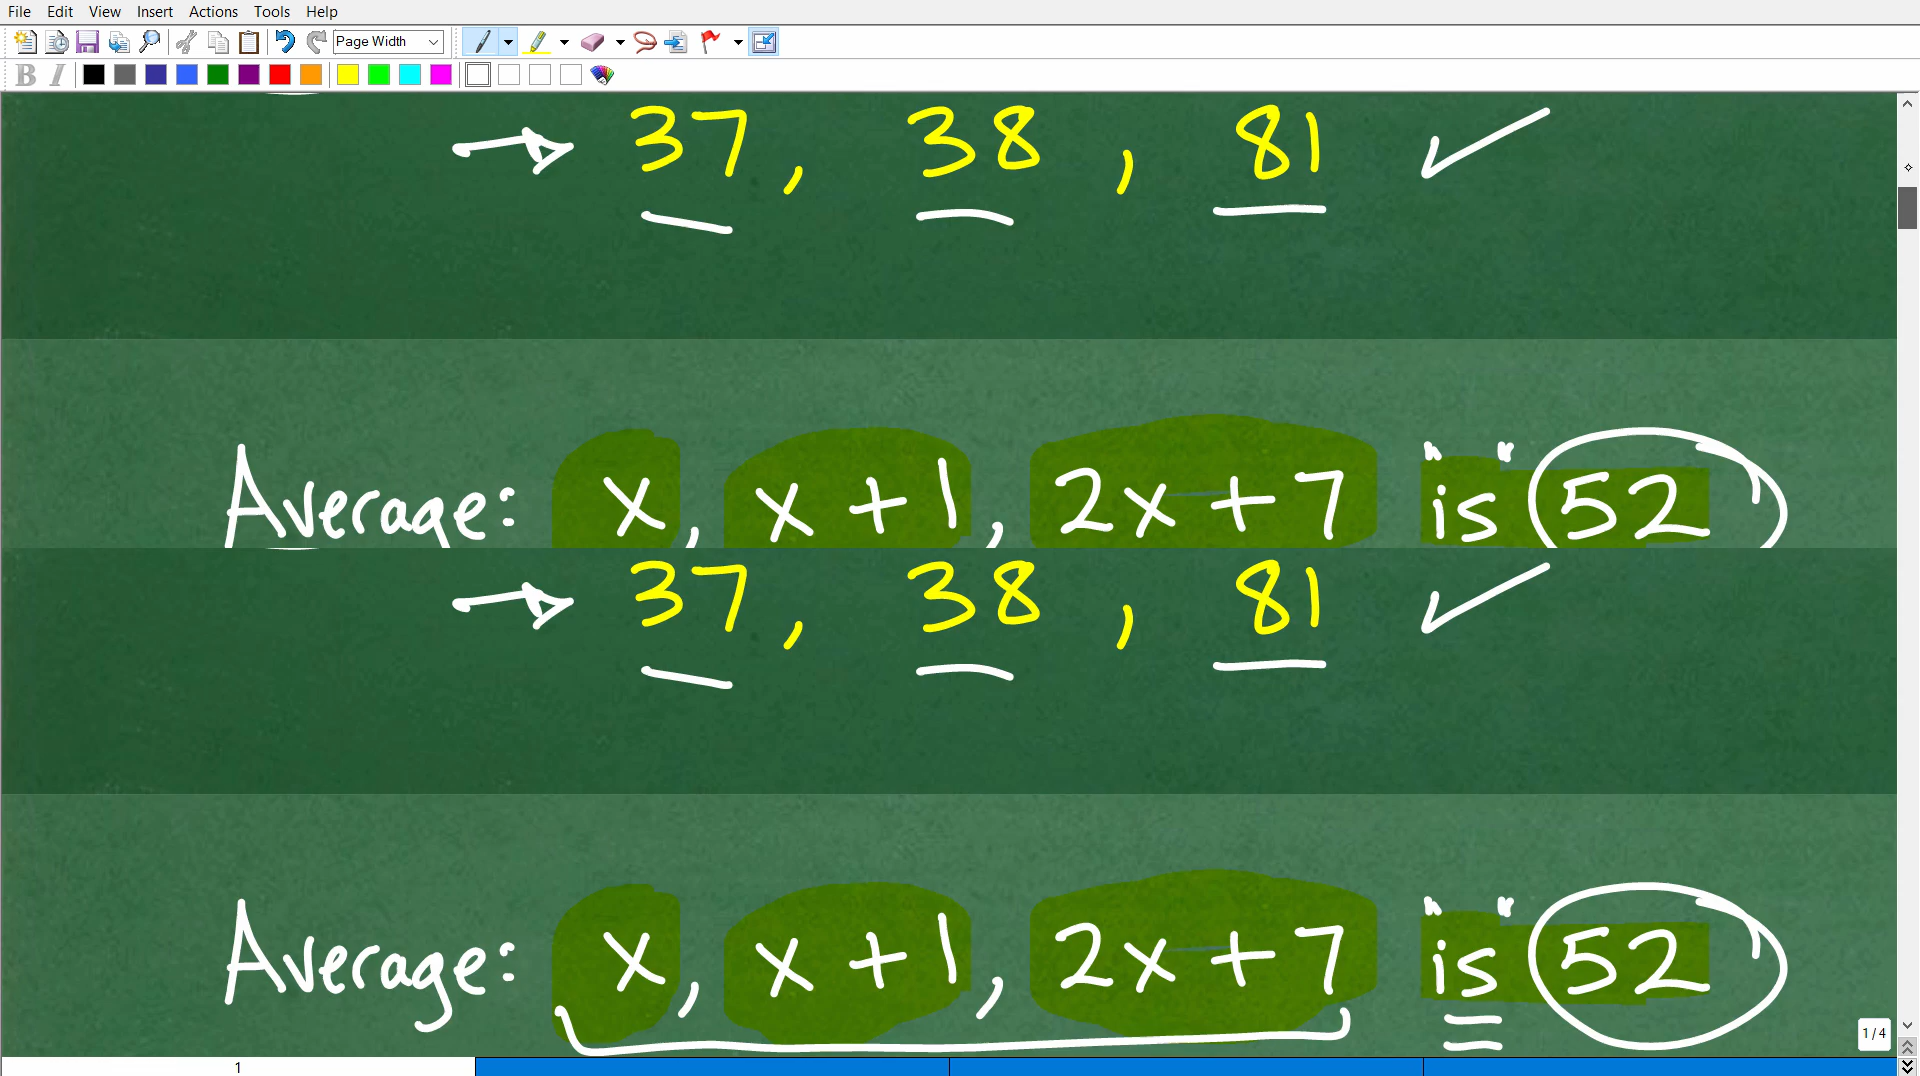 File Edit View Insert Actions Tools Help
Page Width
B I
→ 37, 38, 81 ✓
Average: x, x + 1, 2x + 7 "is" 52
→ 37, 38, 81 ✓
Average: x, x + 1, 2x + 7 "is" 52
1 / 4
1